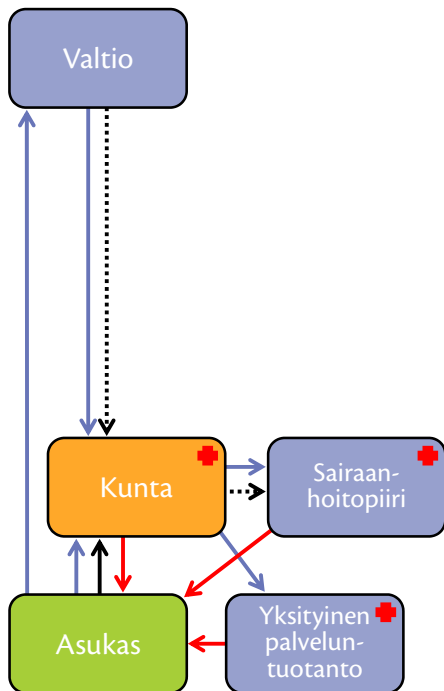 Valtio
Kunta
Sairaan-
hoitopiiri
Asukas
Yksityinen
palvelun-
tuotanto